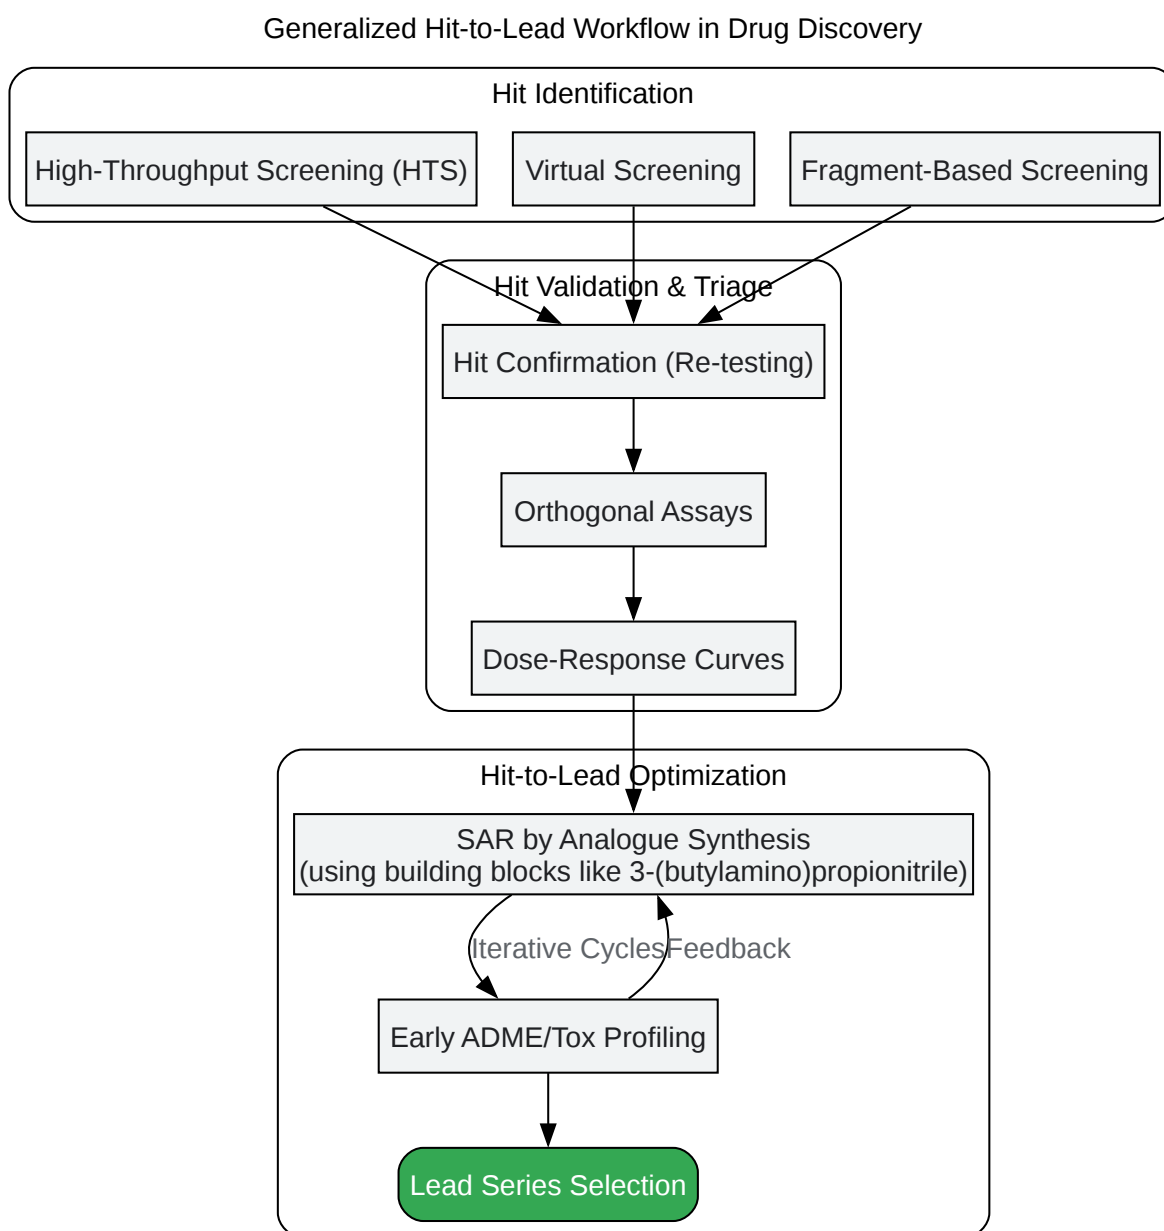 Generalized Hit-to-Lead Workflow in Drug Discovery
Hit Identification
High-Throughput Screening (HTS)
Virtual Screening
Fragment-Based Screening
Hit Validation & Triage
Hit Confirmation (Re-testing)
Orthogonal Assays
Dose-Response Curves
Hit-to-Lead Optimization
SAR by Analogue Synthesis
(using building blocks like 3-(butylamino)propionitrile)
Iterative Cycles
Feedback
Early ADME/Tox Profiling
Lead Series Selection